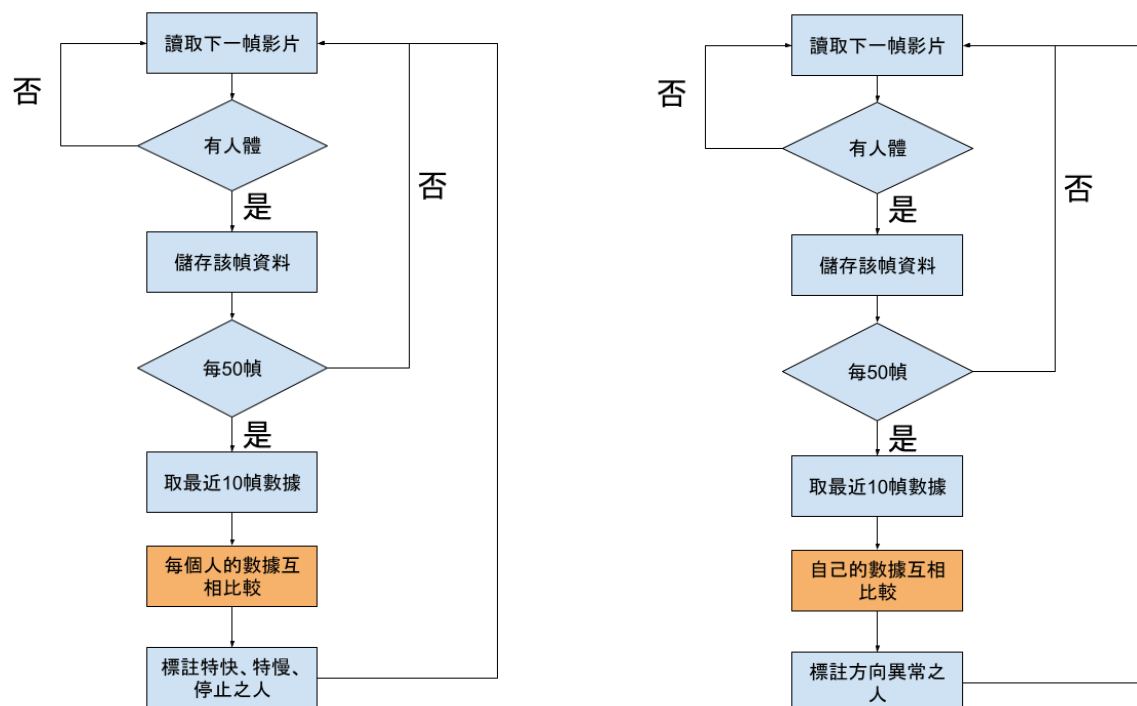 讀取下一幀影片
否
有人體
是
否
儲存該幀資料
每50幀
是
取最近10幀數據
每個人的數據互
相比較
標註特快、特慢、
停止之人
讀取下一幀影片
否
有人體
是
否
儲存該幀資料
每50幀
是
取最近10幀數據
自己的數據互相
比較
標註方向異常之
人